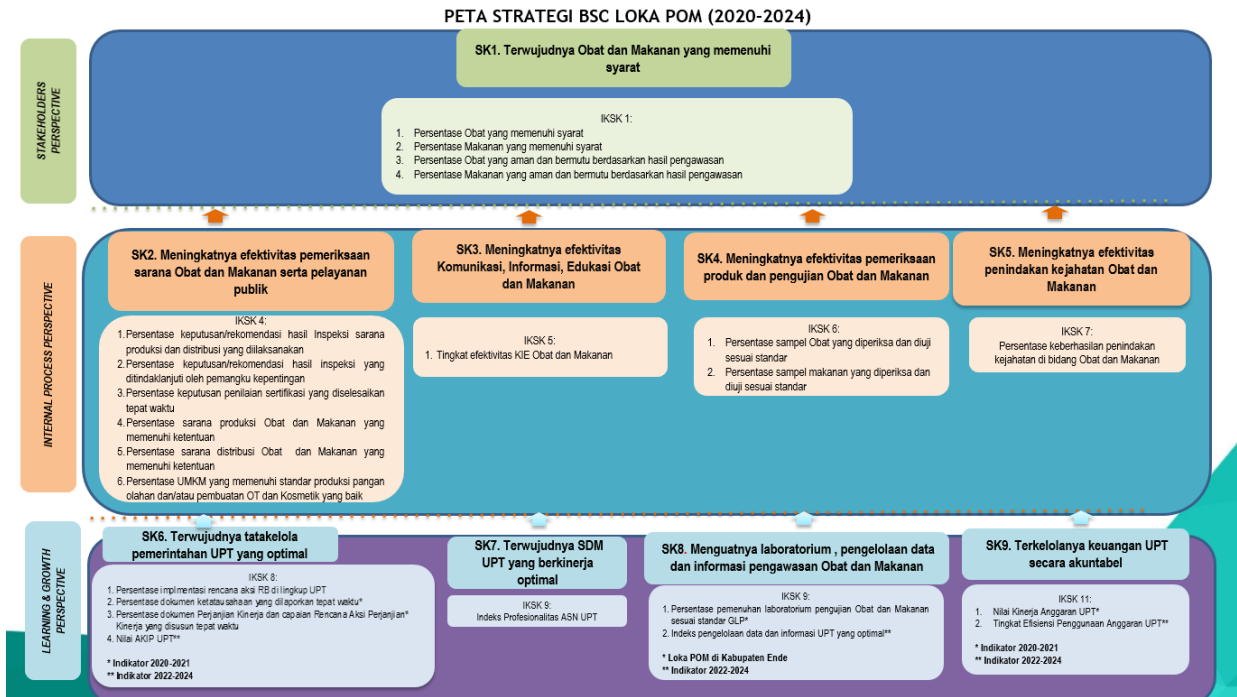 PETA STRATEGI BSC LOKA POM (2020-2024)
STAKEHOLDERS
PERSPECTIVE
SK1. Terwujudnya Obat dan Makanan yang memenuhi
syarat
IKSK 1:
1. Persentase Obat yang memenuhi syarat
2. Persentase Makanan yang memenuhi syarat
3. Persentase Obat yang aman dan bermutu berdasarkan hasil pengawasan
4. Persentase Makanan yang aman dan bermutu berdasarkan hasil pengawasan
INTERNAL PROCESS PERSPECTIVE
SK2. Meningkatnya efektivitas pemeriksaan
sarana Obat dan Makanan serta pelayanan
publik
IKSK 4:
1. Persentase keputusan/rekomendasi hasil Inspeksi sarana
produksi dan distribusi yang diilaksanakan
2. Persentase keputusan/rekomendasi hasil inspeksi yang
ditindaklanjuti oleh pemangku kepentingan
3. Persentase keputusan penilaian sertifikasi yang diselesaikan
tepat waktu
4. Persentase sarana produksi Obat dan Makanan yang
memenuhi ketentuan
5. Persentase sarana distribusi Obat dan Makanan yang
memenuhi ketentuan
6. Persentase UMKM yang memenuhi standar produksi pangan
olahan dan/atau pembuatan OT dan Kosmetik yang baik
SK3. Meningkatnya efektivitas
Komunikasi, Informasi, Edukasi Obat
dan Makanan
IKSK 5:
1. Tingkat efektivitas KIE Obat dan Makanan
SK4. Meningkatnya efektivitas pemeriksaan
produk dan pengujian Obat dan Makanan
IKSK 6:
1. Persentase sampel Obat yang diperiksa dan diuji
sesuai standar
2. Persentase sampel makanan yang diperiksa dan
diuji sesuai standar
SK5. Meningkatnya efektivitas
penindakan kejahatan Obat dan
Makanan
IKSK 7:
Persentase keberhasilan penindakan
kejahatan di bidang Obat dan Makanan
LEARNING & GROWTH
PERSPECTIVE
SK6. Terwujudnya tatakelola
pemerintahan UPT yang optimal
IKSK 8:
1. Persentase implmentasi rencana aksi RB di lingkup UPT
2. Persentase dokumen ketatausahaan yang dilaporkan tepat waktu*
3. Persentase dokumen Perjanjian Kinerja dan capaian Rencana Aksi Perjanjian*
Kinerja yang disusun tepat waktu
4. Nilai AKIP UPT**
* Indikator 2020-2021
** Indikator 2022-2024
SK7. Terwujudnya SDM
UPT yang berkinerja
optimal
IKSK 9:
Indeks Profesionalitas ASN UPT
SK8. Menguatnya laboratorium , pengelolaan data
dan informasi pengawasan Obat dan Makanan
IKSK 9:
1. Persentase pemenuhan laboratorium pengujian Obat dan Makanan
sesuai standar GLP*
2. Indeks pengelolaan data dan informasi UPT yang optimal**
* Loka POM di Kabupaten Ende
** Indikator 2022-2024
SK9. Terkelolanya keuangan UPT
secara akuntabel
IKSK 11:
1. Nilai Kinerja Anggaran UPT*
2. Tingkat Efisiensi Penggunaan Anggaran UPT**
* Indikator 2020-2021
** Indikator 2022-2024